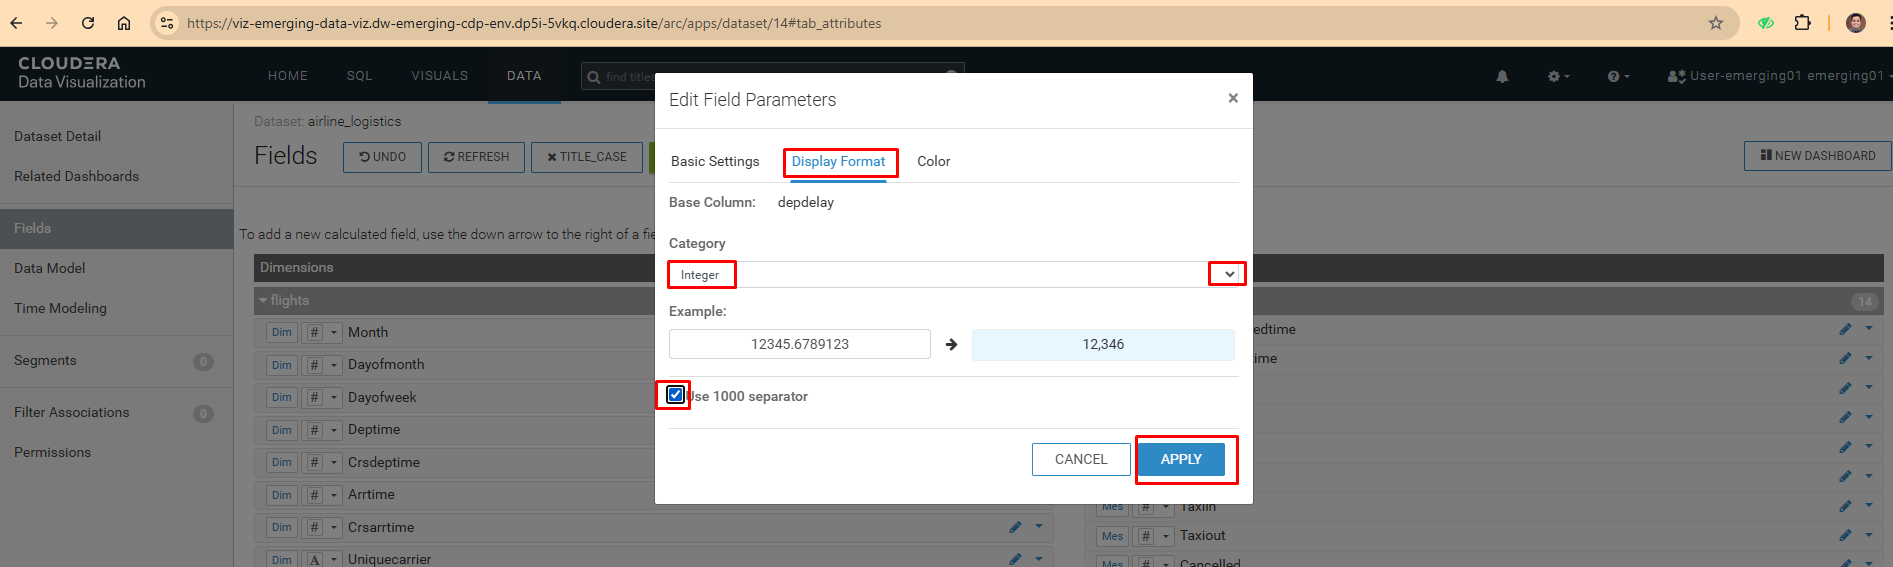 https://viz-emerging-data-viz.dw-emerging-cdp-env.dp5i-5vkq.cloudera.site/arc/apps/dataset/14#tab_attributes
CLOUDERA
Data Visualization
HOME
SQL
VISUALS
DATA
find titles
User-emerging01 emerging01
Dataset Detail
Related Dashboards
Fields
Data Model
Time Modeling
Segments 0
Filter Associations 0
Permissions
Dataset: airline_logistics
Fields
UNDO
REFRESH
TITLE_CASE
NEW DASHBOARD
To add a new calculated field, use the down arrow to the right of a fie
Dimensions
flights
14
Dim # Month
Dim # Dayofmonth
Dim # Dayofweek
Dim # Deptime
Dim # Crsdeptime
Dim # Arrtime
Dim # Crsarrtime
Dim A Uniquecarrier
edtime
ime
Mes # Taxiin
Mes # Taxiout
Mes # Cancelled
Edit Field Parameters
×
Basic Settings
Display Format
Color
Base Column: depdelay
Category
Integer
Example:
12345.6789123
12,346
Use 1000 separator
CANCEL
APPLY